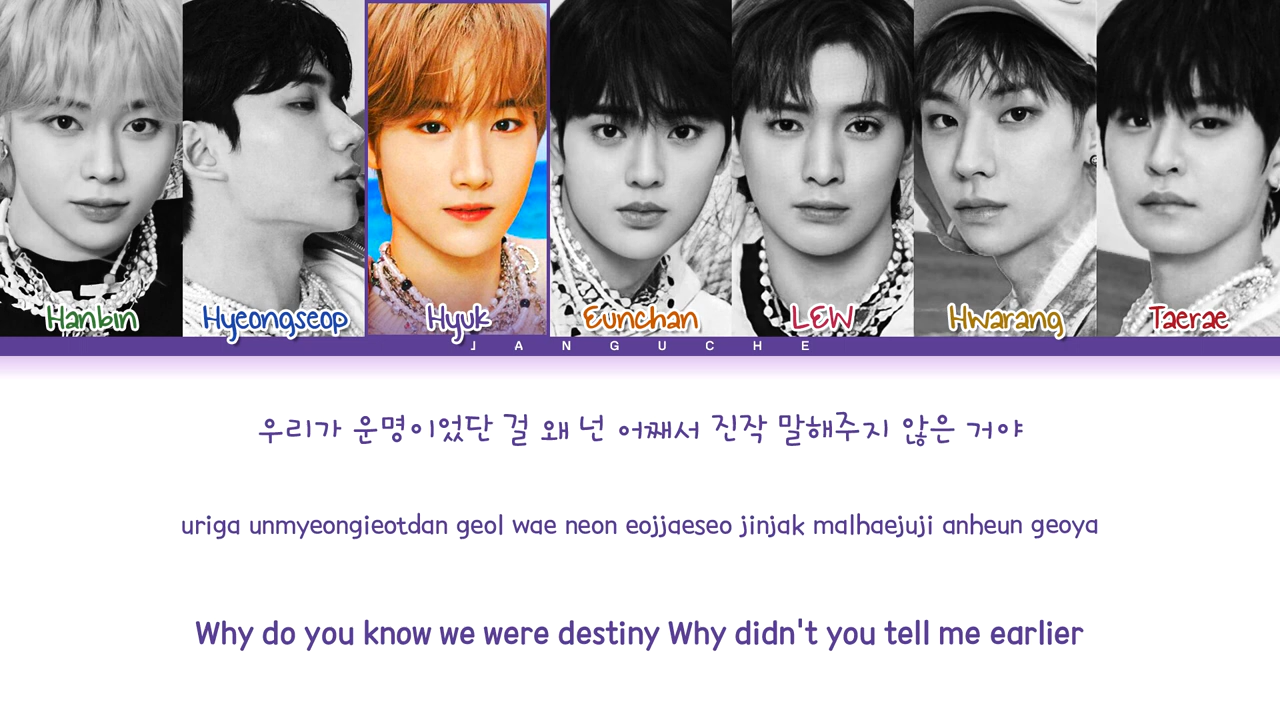 Hanbin Hyeongseop Hyuk Eunchan LEW Hwarang Taerae
JANGUCHE
우리가 운명이었단 걸 왜 넌 어째서 진작 말해주지 않은 거야
uriga unmyeongieotdan geol wae neon eojjaeseo jinjak malhaejuji anheun geoya
Why do you know we were destiny Why didn't you tell me earlier